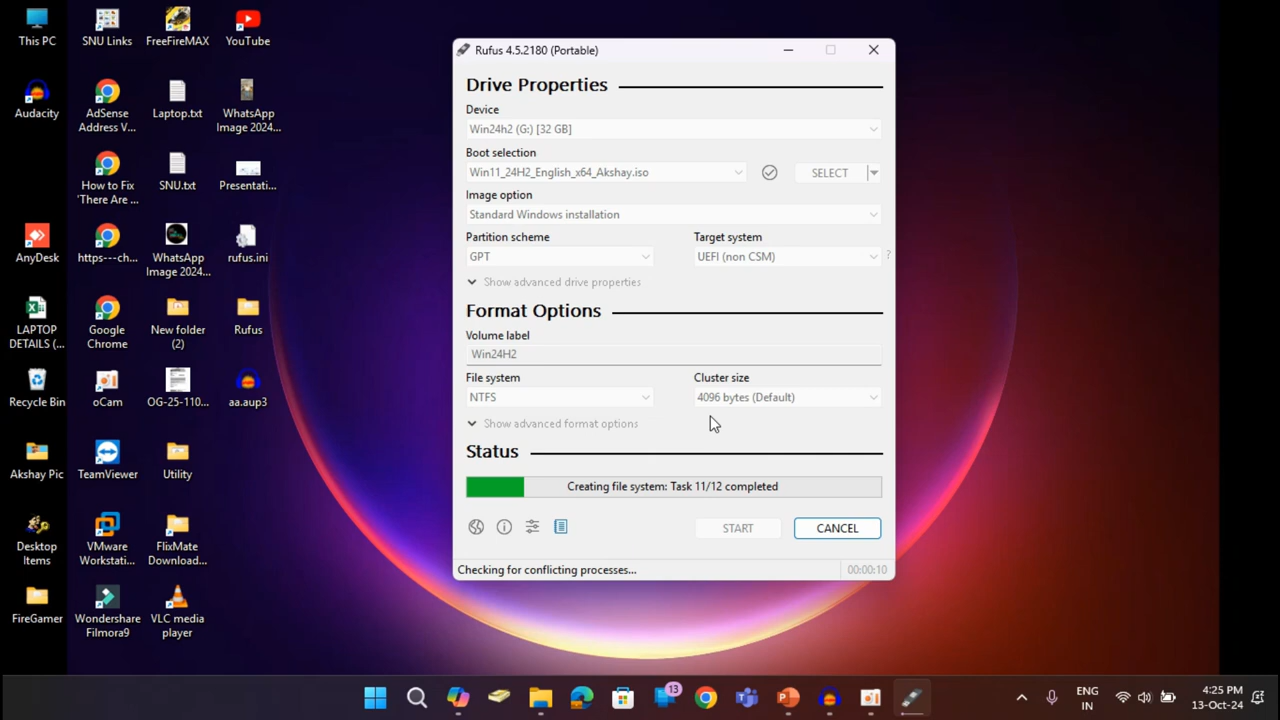 This PC
SNU Links
FreeFireMAX
YouTube
Audacity
AdSense
Address V...
Laptop.txt
WhatsApp
Image 2024...
How to Fix
'There Are ...
SNU.txt
Presentati...
AnyDesk
https---ch...
WhatsApp
Image 2024...
rufus.ini
LAPTOP
DETAILS (...
Google
Chrome
New folder
(2)
Rufus
Recycle Bin
oCam
OG-25-110...
aa.aup3
Akshay Pic
TeamViewer
Utility
Desktop
Items
VMware
Workstati...
FlixMate
Download...
FireGamer
Wondershare
Filmora9
VLC media
player
Rufus 4.5.2180 (Portable)
Drive Properties
Device
Win24h2 (G:) [32 GB]
Boot selection
Win11_24H2_English_x64_Akshay.iso
SELECT
Image option
Standard Windows installation
Partition scheme
Target system
GPT
UEFI (non CSM)
?
Show advanced drive properties
Format Options
Volume label
Win24H2
File system
Cluster size
NTFS
4096 bytes (Default)
Show advanced format options
Status
Creating file system: Task 11/12 completed
START
CANCEL
Checking for conflicting processes...
00:00:10
13
ENG
IN
4:25 PM
13-Oct-24